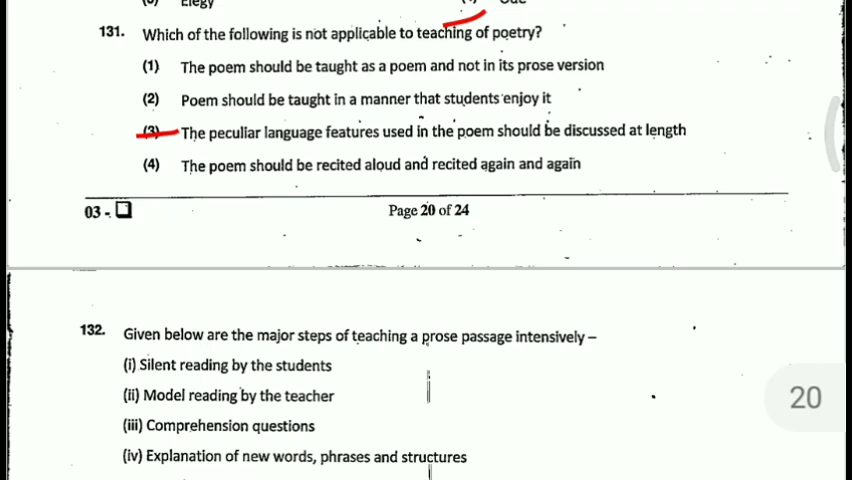 Elegy
131. Which of the following is not applicable to teaching of poetry?
(1) The poem should be taught as a poem and not in its prose version
(2) Poem should be taught in a manner that students enjoy it
(3) The peculiar language features used in the poem should be discussed at length
(4) The poem should be recited aloud and recited again and again
03 -
Page 20 of 24
132. Given below are the major steps of teaching a prose passage intensively –
(i) Silent reading by the students
(ii) Model reading by the teacher
(iii) Comprehension questions
(iv) Explanation of new words, phrases and structures
20